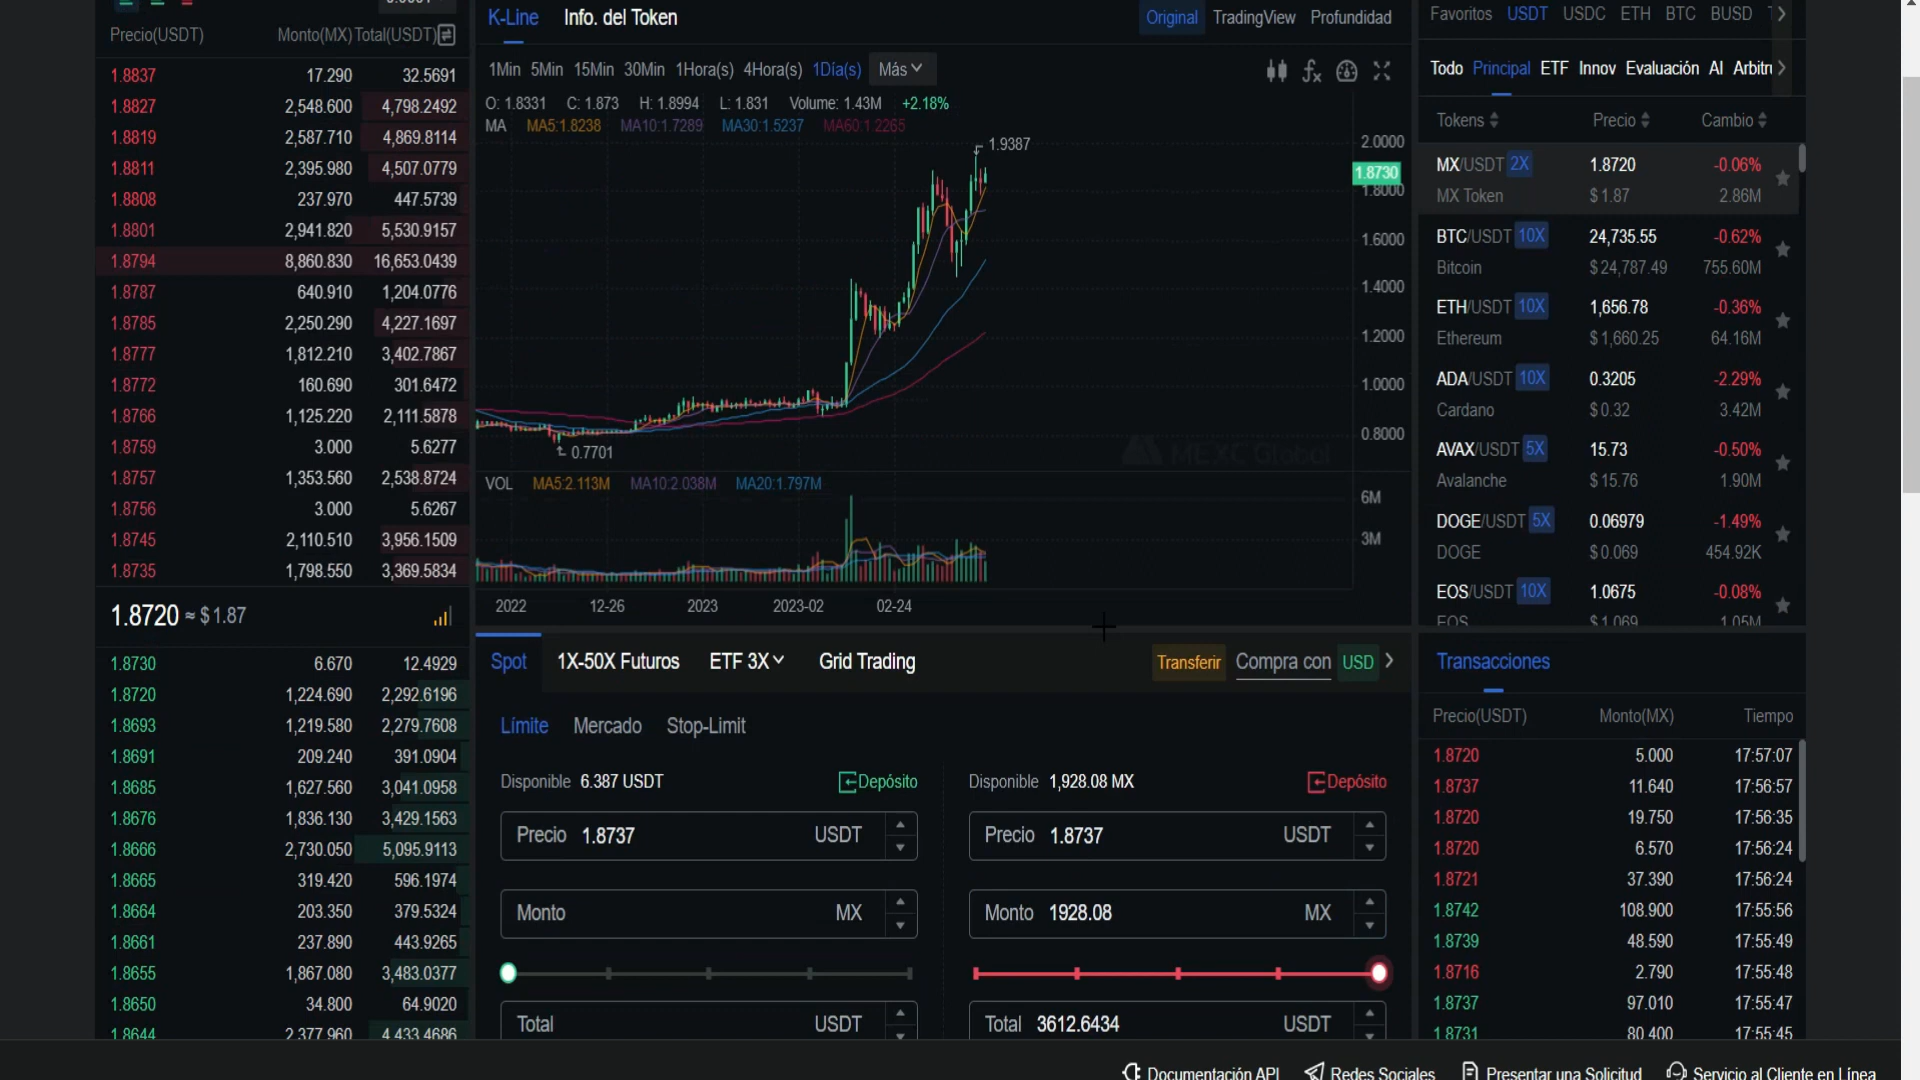 Precio(USDT) Monto(MX) Total(USDT)
1.8837 17.290 32.5691
1.8827 2,548.600 4,798.2492
1.8819 2,587.710 4,869.8114
1.8811 2,395.980 4,507.0779
1.8808 237.970 447.5739
1.8801 2,941.820 5,530.9157
1.8794 8,860.830 16,653.0439
1.8787 640.910 1,204.0776
1.8785 2,250.290 4,227.1697
1.8777 1,812.210 3,402.7867
1.8772 160.690 301.6472
1.8766 1,125.220 2,111.5878
1.8759 3.000 5.6277
1.8757 1,353.560 2,538.8724
1.8756 3.000 5.6267
1.8745 2,110.510 3,956.1509
1.8735 1,798.550 3,369.5834
1.8720 ≈ $ 1.87
1.8730 6.670 12.4929
1.8720 1,224.690 2,292.6196
1.8693 1,219.580 2,279.7608
1.8691 209.240 391.0904
1.8685 1,627.560 3,041.0958
1.8676 1,836.130 3,429.1563
1.8666 2,730.050 5,095.9113
1.8665 319.420 596.1974
1.8664 203.350 379.5324
1.8661 237.890 443.9265
1.8655 1,867.080 3,483.0377
1.8650 34.800 64.9020
1.8644 2,377.960 4,433.4686
K-Line Info. del Token Original TradingView Profundidad
1Min 5Min 15Min 30Min 1Hora(s) 4Hora(s) 1Día(s) Más
O: 1.8331 C: 1.873 H: 1.8994 L: 1.831 Volume: 1.43M +2.18%
MA MA5:1.8238 MA10:1.7289 MA30:1.5237 MA60:1.2265
1.9387
2.0000
1.8730
1.8000
1.6000
1.4000
1.2000
1.0000
0.8000
0.7701
MEXC Global
VOL MA5:2.113M MA10:2.038M MA20:1.797M
6M
3M
2022 12-26 2023 2023-02 02-24
Spot 1X-50X Futuros ETF 3X Grid Trading Transferir Compra con USD
Límite Mercado Stop-Limit
Disponible 6.387 USDT Depósito
Precio 1.8737 USDT
Monto MX
Total USDT
Disponible 1,928.08 MX Depósito
Precio 1.8737 USDT
Monto 1928.08 MX
Total 3612.6434 USDT
Favoritos USDT USDC ETH BTC BUSD
Todo Principal ETF Innov Evaluación AI Arbitru
Tokens Precio Cambio
MX/USDT 2X 1.8720 -0.06%
MX Token $ 1.87 2.86M
BTC/USDT 10X 24,735.55 -0.62%
Bitcoin $ 24,787.49 755.60M
ETH/USDT 10X 1,656.78 -0.36%
Ethereum $ 1,660.25 64.16M
ADA/USDT 10X 0.3205 -2.29%
Cardano $ 0.32 3.42M
AVAX/USDT 5X 15.73 -0.50%
Avalanche $ 15.76 1.90M
DOGE/USDT 5X 0.06979 -1.49%
DOGE $ 0.069 454.92K
EOS/USDT 10X 1.0675 -0.08%
EOS $ 1.069 1.05M
Transacciones
Precio(USDT) Monto(MX) Tiempo
1.8720 5.000 17:57:07
1.8737 11.640 17:56:57
1.8720 19.750 17:56:35
1.8720 6.570 17:56:24
1.8721 37.390 17:56:24
1.8742 108.900 17:55:56
1.8739 48.590 17:55:49
1.8716 2.790 17:55:48
1.8737 97.010 17:55:47
1.8731 80.400 17:55:45
Documentación API Redes Sociales Presentar una Solicitud Servicio al Cliente en Línea